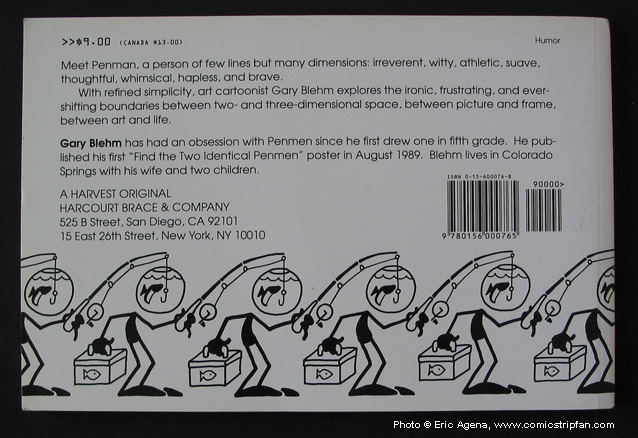 >>$9.00 (CANADA $13.00)
Humor
Meet Penman, a person of few lines but many dimensions: irreverent, witty, athletic, suave,
thoughtful, whimsical, hapless, and brave.
With refined simplicity, art cartoonist Gary Blehm explores the ironic, frustrating, and ever-
shifting boundaries between two- and three-dimensional space, between picture and frame,
between art and life.
Gary Blehm has had an obsession with Penmen since he first drew one in fifth grade. He pub-
lished his first "Find the Two Identical Penmen" poster in August 1989. Blehm lives in Colorado
Springs with his wife and two children.
A HARVEST ORIGINAL
HARCOURT BRACE & COMPANY
525 B Street, San Diego, CA 92101
15 East 26th Street, New York, NY 10010
ISBN 0-15-600076-8
90000>
9 780156 000765
Photo © Eric Agena, www.comicstripfan.com